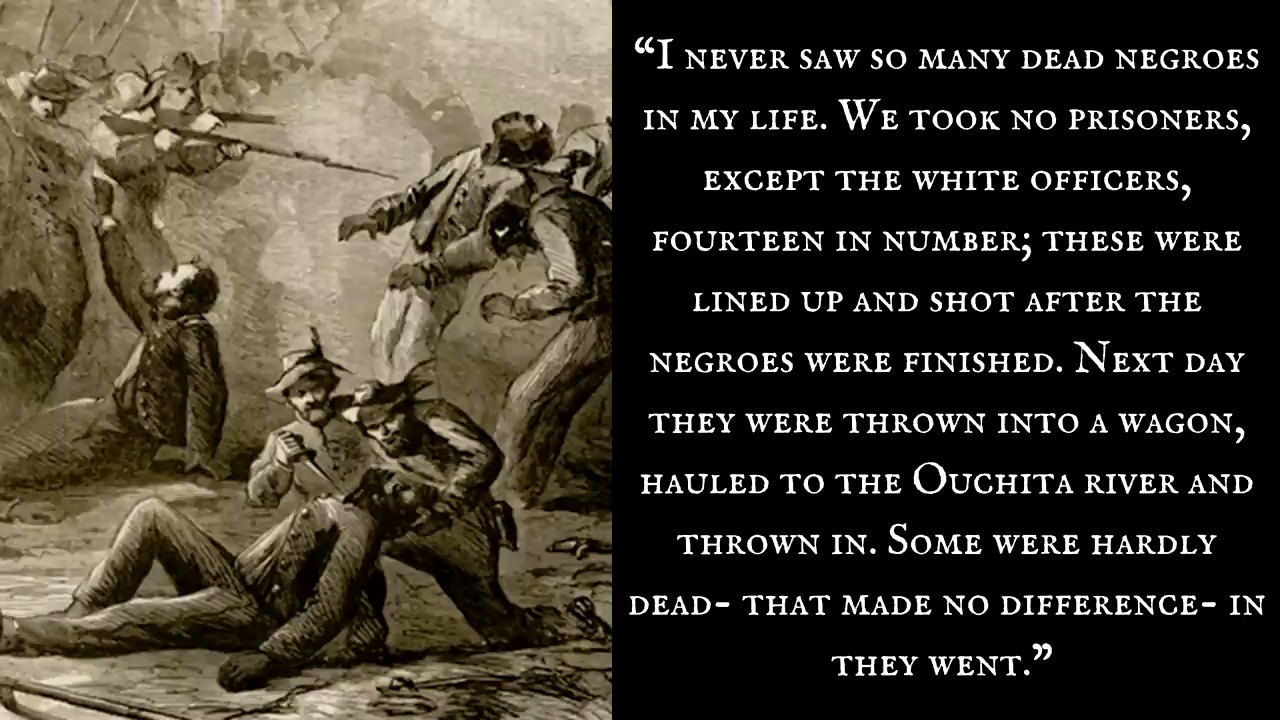 “I never saw so many dead negroes
in my life. We took no prisoners,
except the white officers,
fourteen in number; these were
lined up and shot after the
negroes were finished. Next day
they were thrown into a wagon,
hauled to the Ouchita river and
thrown in. Some were hardly
dead- that made no difference- in
they went.”